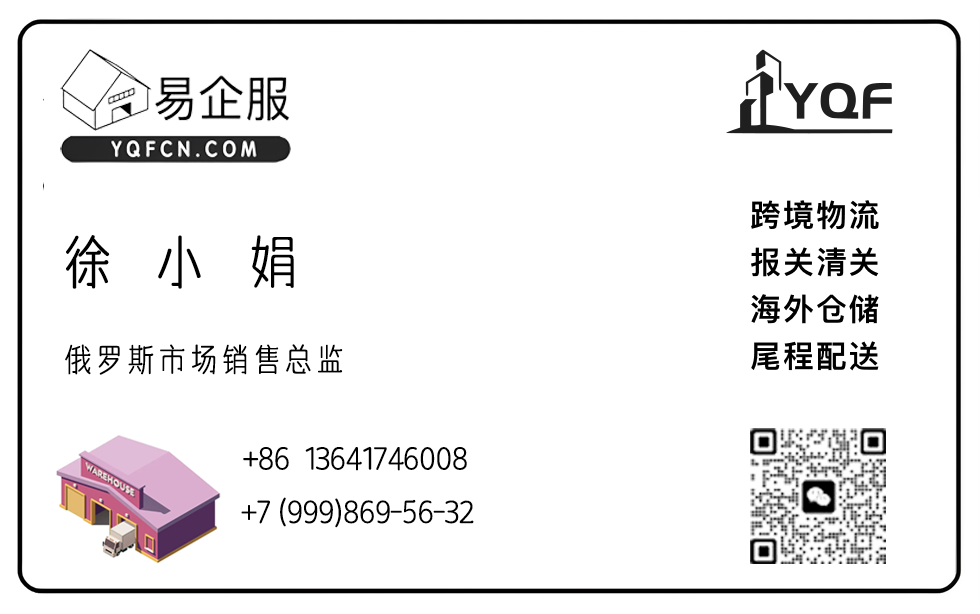 易企服
YQFCN.COM
YQF
徐 小 娟
俄罗斯市场销售总监
跨境物流
报关清关
海外仓储
尾程配送
WAREHOUSE
+86 13641746008
+7 (999)869-56-32